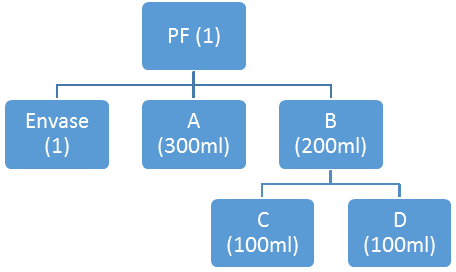 PF (1)
Envase
(1)
A
(300ml)
B
(200ml)
C
(100ml)
D
(100ml)